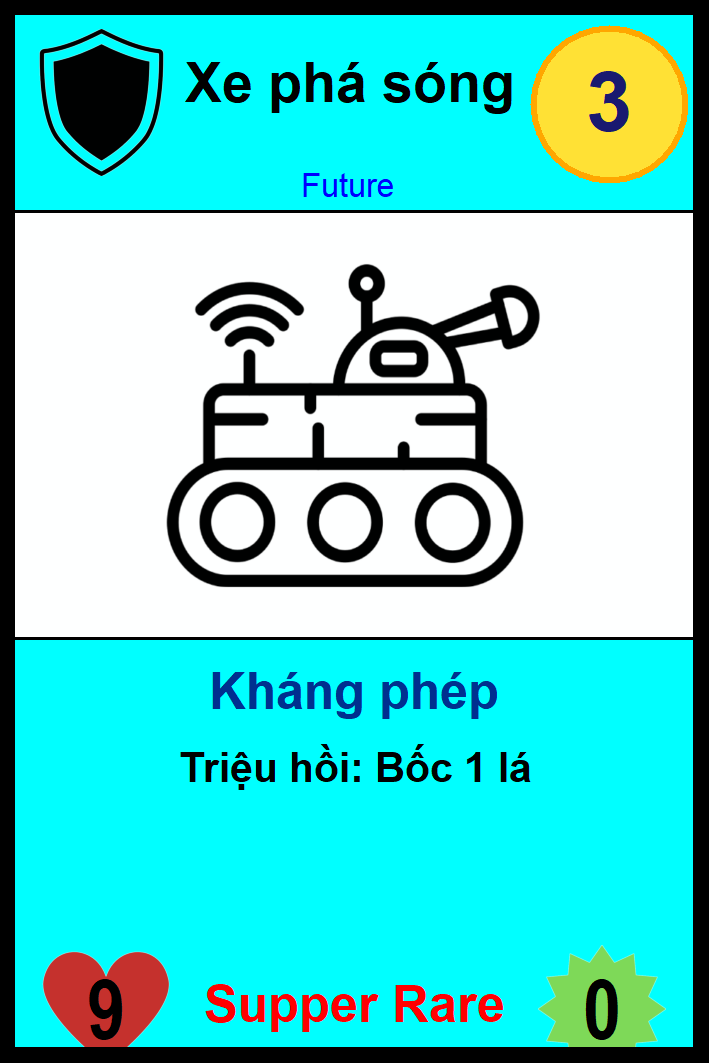 Xe phá sóng
3
Future
Kháng phép
Triệu hồi: Bốc 1 lá
9
Supper Rare
0